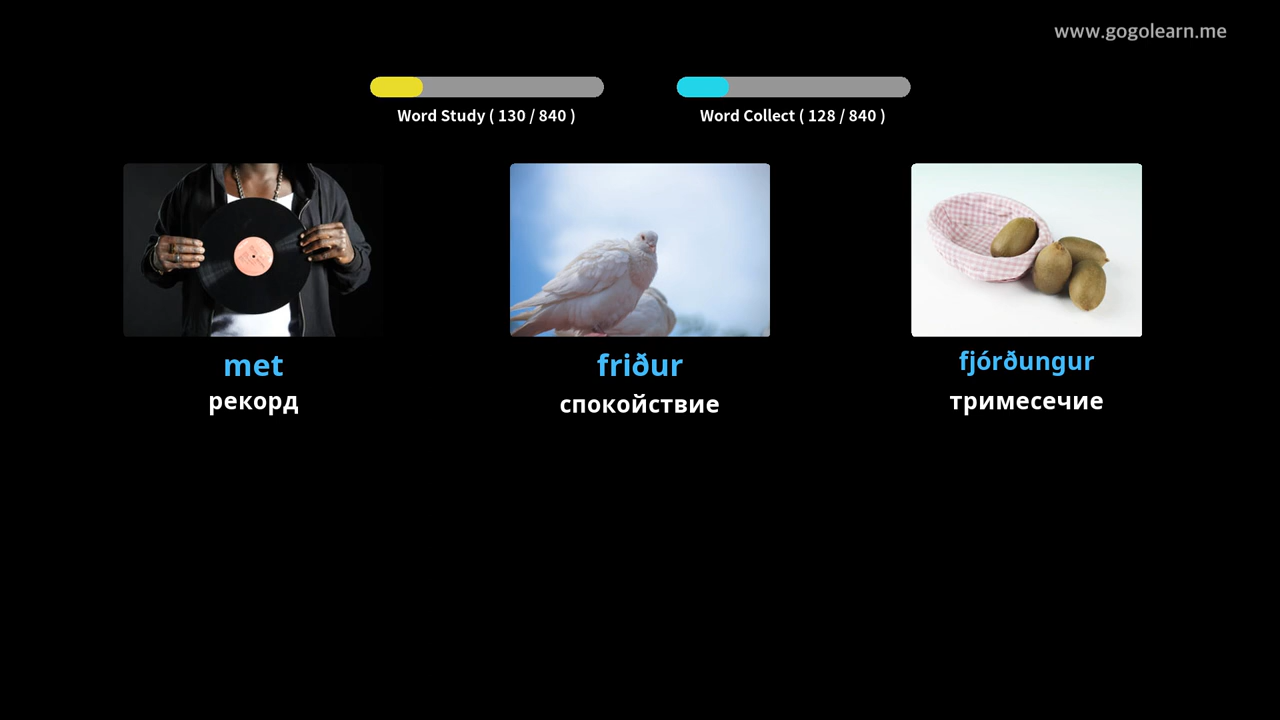 www.gogolearn.me
Word Study ( 130 / 840 )
Word Collect ( 128 / 840 )
met
рекорд
friður
спокойствие
fjórðungur
тримесечие